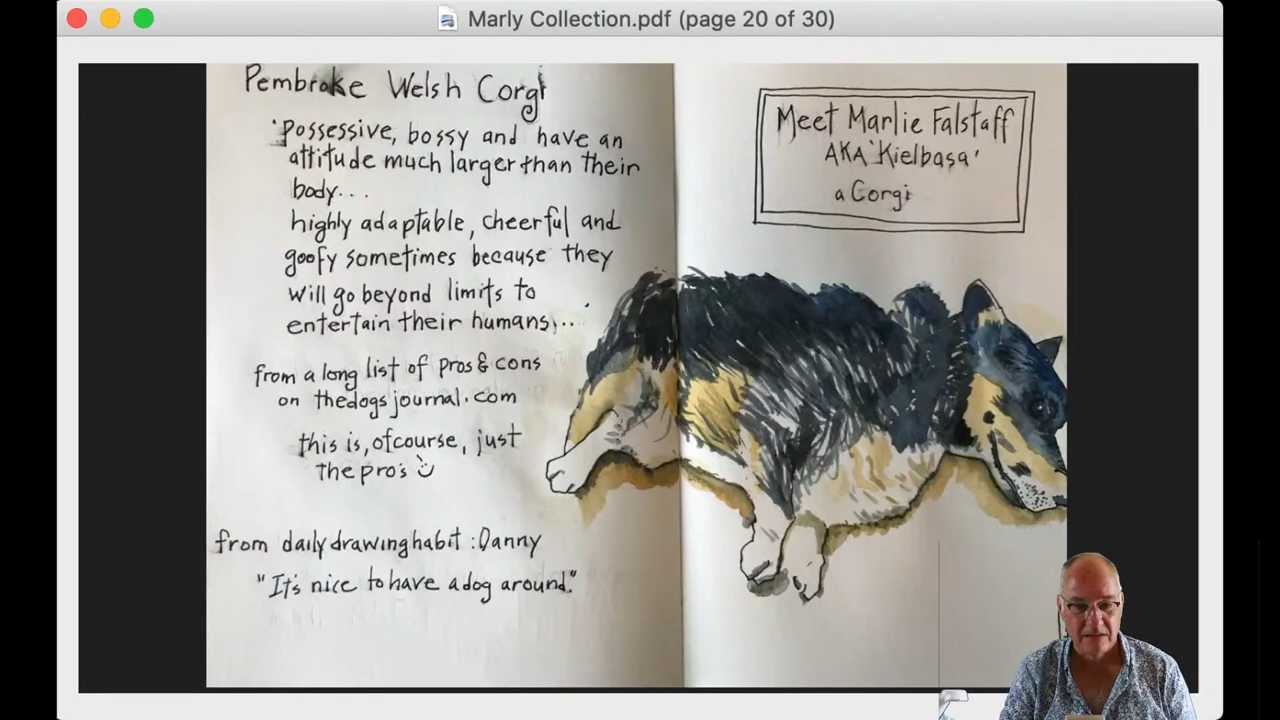 Marly Collection.pdf (page 20 of 30)
Pembroke Welsh Corgi
'Possessive, bossy and have an
attitude much larger than their
body...
highly adaptable, cheerful and
goofy sometimes because they
will go beyond limits to
entertain their humans,...'
from a long list of pros & cons
on thedogsjournal.com
this is, ofcourse, just
the pro's
from dailydrawinghabit : Danny
"It's nice to have a dog around."
Meet Marlie Falstaff
AKA 'Kielbasa'
a Corgi